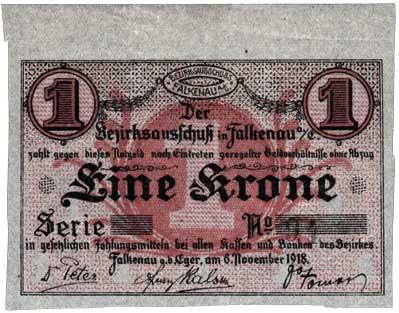 BEZIRKSAUSSCHUSS
FALKENAU a/E.
1 1
Der
Bezirksausschuß in Falkenau a/E.
zahlt gegen dieses Notgeld nach Eintreten geregelter Geldverhältnisse ohne Abzug
Eine Krone
Serie No
in gesetzlichen Zahlungsmitteln bei allen Kassen und Banken des Bezirkes.
Falkenau a.d. Eger, am 6. November 1918.
Dr Peter